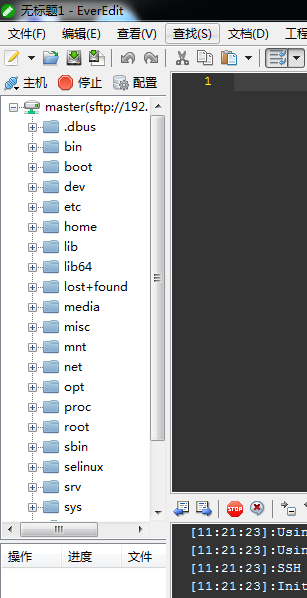 无标题1 - EverEdit
文件(F) 编辑(E) 查看(V) 查找(S) 文档(D) 工程
主机 停止 配置
1
master(sftp://192.
.dbus
bin
boot
dev
etc
home
lib
lib64
lost+found
media
misc
mnt
net
opt
proc
root
sbin
selinux
srv
sys
操作 进度 文件
[11:21:23]:Usin
[11:21:23]:Usin
[11:21:23]:SSH
[11:21:23]:Init